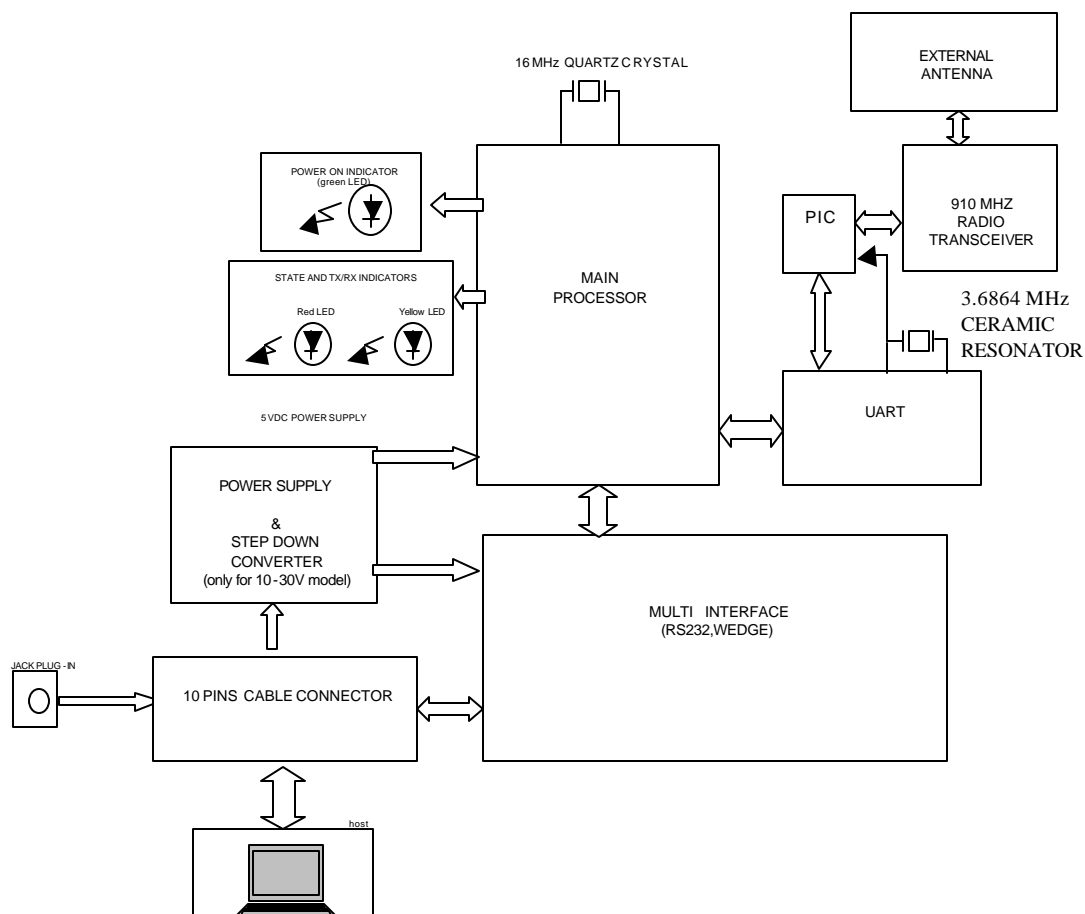 EXTERNAL
ANTENNA
16 MHz QUARTZ CRYSTAL
POWER ON INDICATOR
(green LED)
910 MHZ
RADIO
TRANSCEIVER
PIC
MAIN
PROCESSOR
STATE AND TX/RX INDICATORS
Red LED
Yellow LED
3.6864 MHz
CERAMIC
RESONATOR
UART
5 VDC POWER SUPPLY
POWER SUPPLY
&
STEP DOWN
CONVERTER
(only for 10-30V model)
MULTI INTERFACE
(RS232,WEDGE)
JACK PLUG-IN
10 PINS CABLE CONNECTOR
host